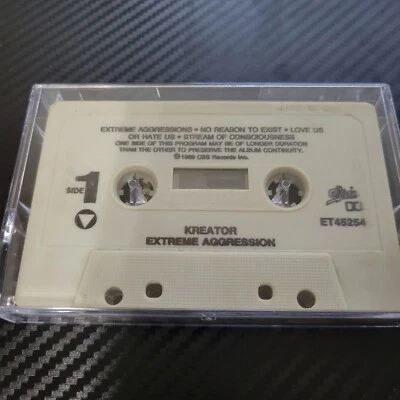 EXTREME AGGRESSIONS • NO REASON TO EXIST • LOVE US
OR HATE US • STREAM OF CONSCIOUSNESS
ONE SIDE OF THIS PROGRAM MAY BE OF LONGER DURATION
THAN THE OTHER TO PRESERVE THE ALBUM CONTINUITY.
℗1989 CBS Records Inc.
SIDE 1
Epic
ET45254
KREATOR
EXTREME AGGRESSION